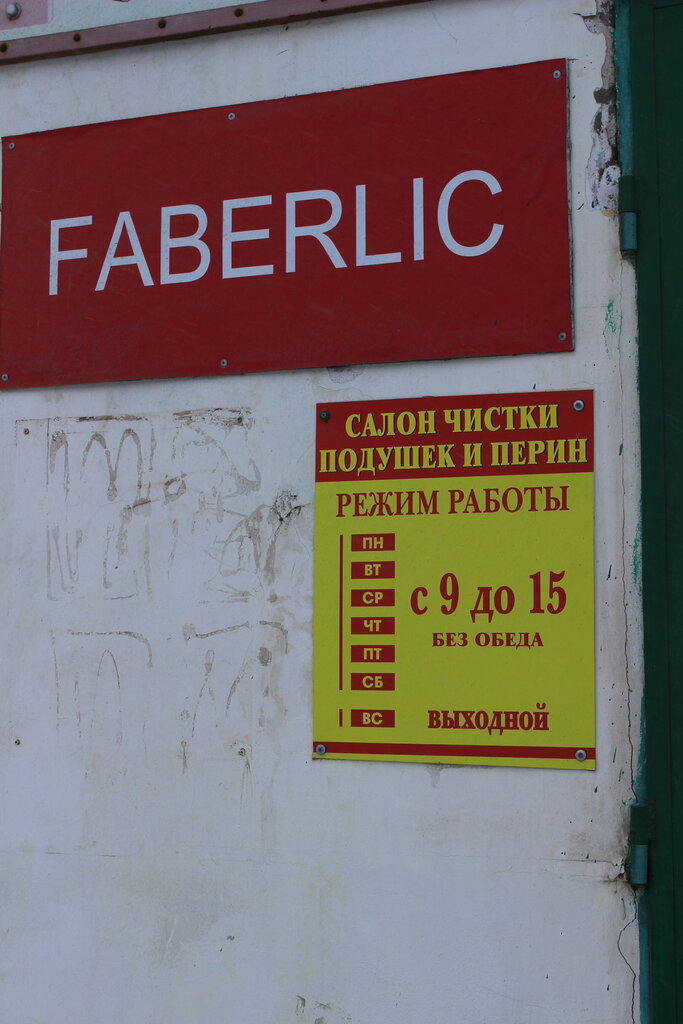 FABERLIC
САЛОН ЧИСТКИ
ПОДУШЕК И ПЕРИН
РЕЖИМ РАБОТЫ
ПН
ВТ
СР
ЧТ
ПТ
СБ
с 9 до 15
БЕЗ ОБЕДА
ВС ВЫХОДНОЙ